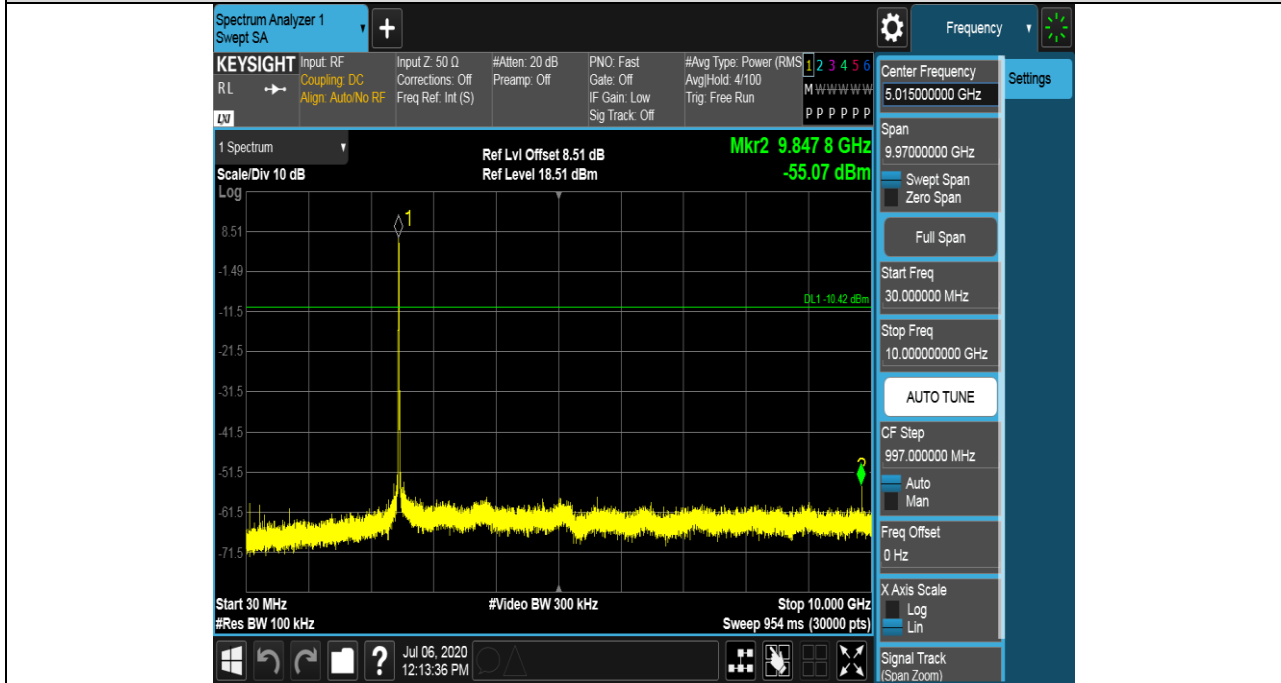 Spectrum Analyzer 1
Swept SA
+
Frequency
KEYSIGHT
RL
LXI
Input: RF
Coupling: DC
Align: Auto/No RF
Input Z: 50 Ω
Corrections: Off
Freq Ref: Int (S)
#Atten: 20 dB
Preamp: Off
PNO: Fast
Gate: Off
IF Gain: Low
Sig Track: Off
#Avg Type: Power (RMS
Avg|Hold: 4/100
Trig: Free Run
1 2 3 4 5 6
M W W W W W
P P P P P P
1 Spectrum
Scale/Div 10 dB
Log
Ref Lvl Offset 8.51 dB
Ref Level 18.51 dBm
Mkr2 9.847 8 GHz
-55.07 dBm
1
8.51
-1.49
DL1 -10.42 dBm
-11.5
-21.5
-31.5
-41.5
-51.5
-61.5
-71.5
Start 30 MHz
#Res BW 100 kHz
#Video BW 300 kHz
Stop 10.000 GHz
Sweep 954 ms (30000 pts)
?
Jul 06, 2020
12:13:36 PM
Center Frequency
5.015000000 GHz
Span
9.97000000 GHz
Swept Span
Zero Span
Full Span
Start Freq
30.000000 MHz
Stop Freq
10.000000000 GHz
AUTO TUNE
CF Step
997.000000 MHz
Auto
Man
Freq Offset
0 Hz
X Axis Scale
Log
Lin
Signal Track
(Span Zoom)
Settings